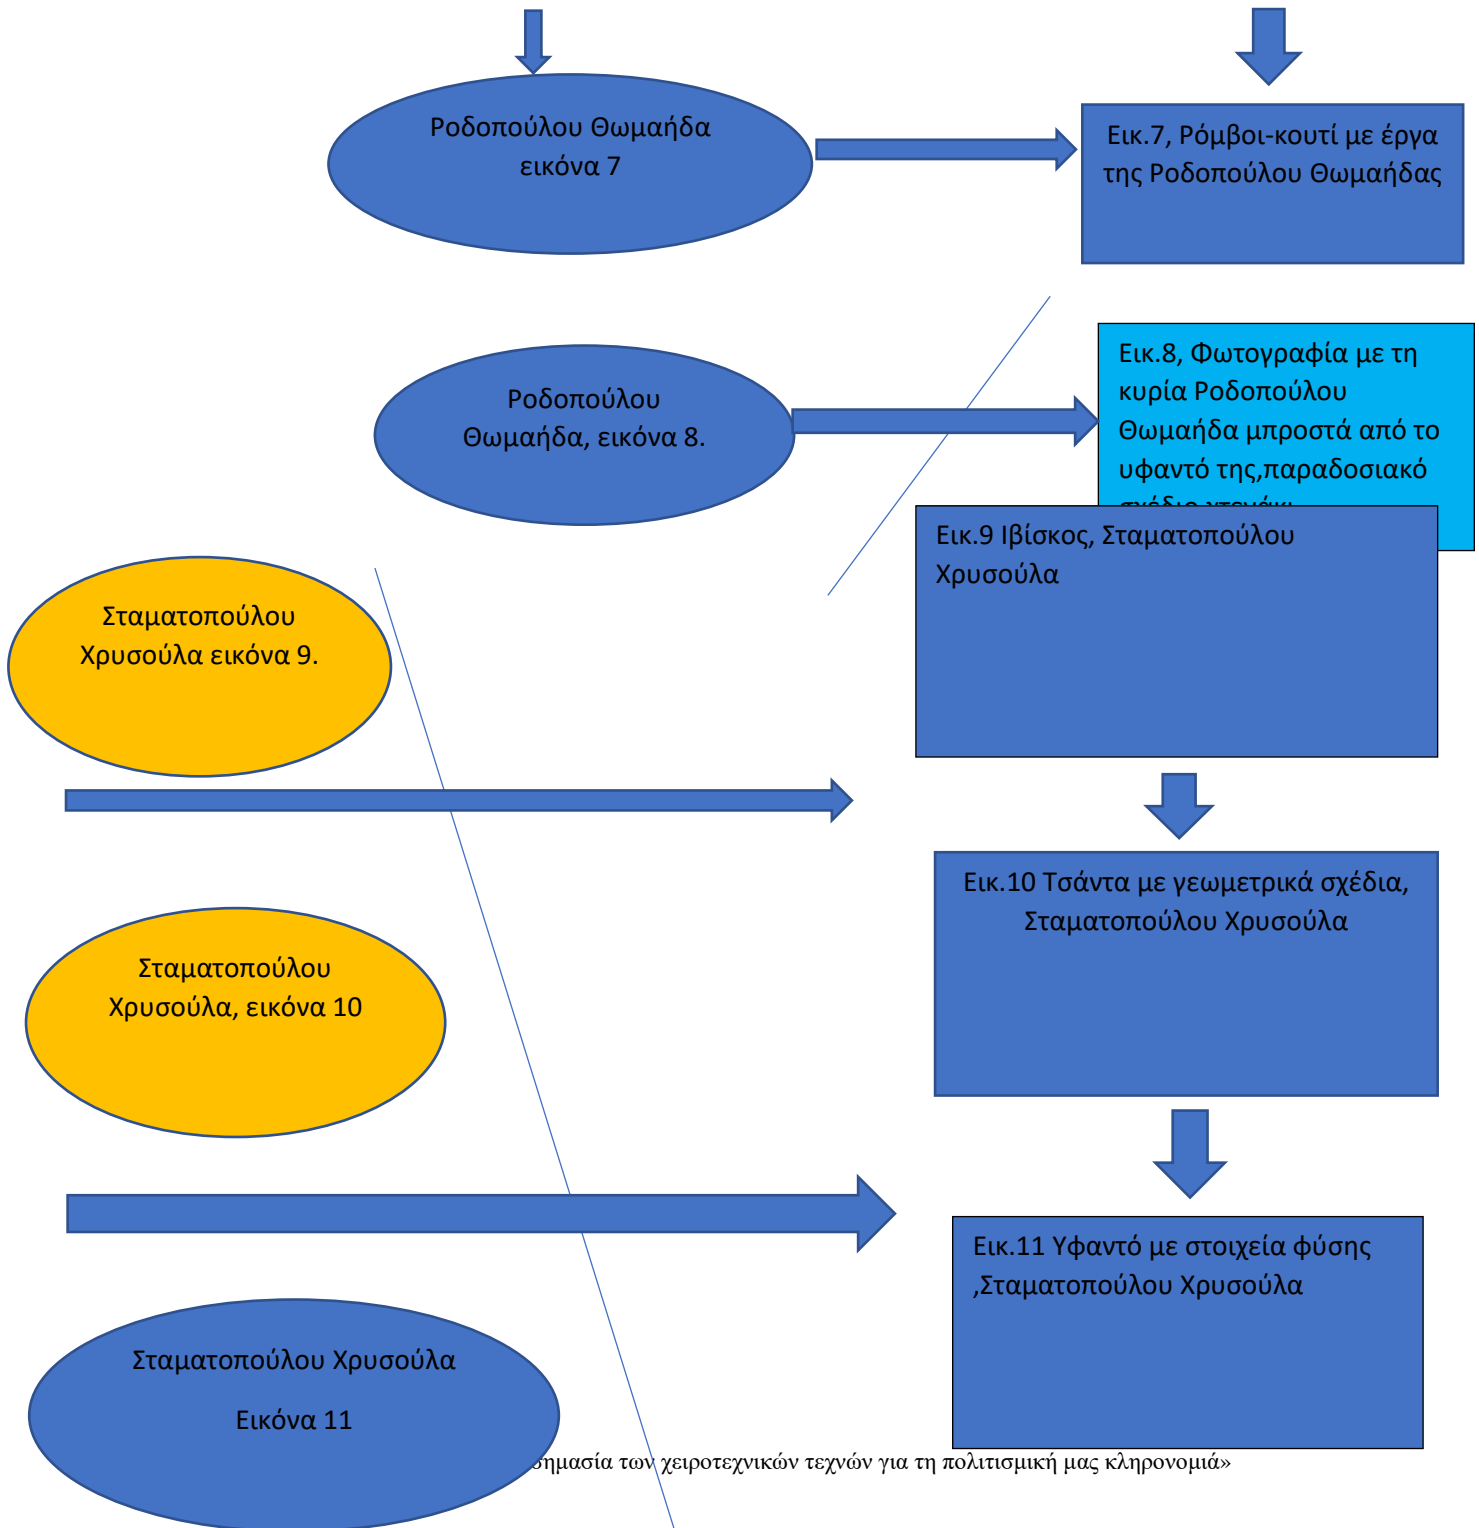 Ροδοπούλου Θωμαήδα
εικόνα 7
Εικ.7, Ρόμβοι-κουτί με έργα
της Ροδοπούλου Θωμαήδας
Ροδοπούλου
Θωμαήδα, εικόνα 8.
Εικ.8, Φωτογραφία με τη
κυρία Ροδοπούλου
Θωμαήδα μπροστά από το
υφαντό της,παραδοσιακό
Εικ.9 Ιβίσκος, Σταματοπούλου
Χρυσούλα
Σταματοπούλου
Χρυσούλα εικόνα 9.
Εικ.10 Τσάντα με γεωμετρικά σχέδια,
Σταματοπούλου Χρυσούλα
Σταματοπούλου
Χρυσούλα, εικόνα 10
Εικ.11 Υφαντό με στοιχεία φύσης
,Σταματοπούλου Χρυσούλα
Σταματοπούλου Χρυσούλα
Εικόνα 11
των χειροτεχνικών τεχνών για τη πολιτισμική μας κληρονομιά»